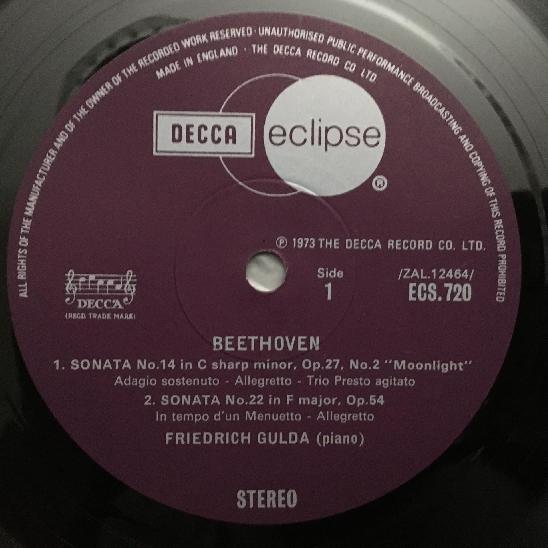 ALL RIGHTS OF THE MANUFACTURER AND OF THE OWNER OF THE RECORDED WORK RESERVED · UNAUTHORISED PUBLIC PERFORMANCE BROADCASTING AND COPYING OF THIS RECORD PROHIBITED
MADE IN ENGLAND · THE DECCA RECORD CO LTD
DECCA eclipse
®
℗ 1973 THE DECCA RECORD CO. LTD.
Side
1
/ZAL.12464/
ECS.720
DECCA
(REGD. TRADE MARK)
BEETHOVEN
1. SONATA No.14 in C sharp minor, Op.27, No.2 "Moonlight"
Adagio sostenuto - Allegretto - Trio Presto agitato
2. SONATA No.22 in F major, Op.54
In tempo d'un Menuetto - Allegretto
FRIEDRICH GULDA (piano)
STEREO